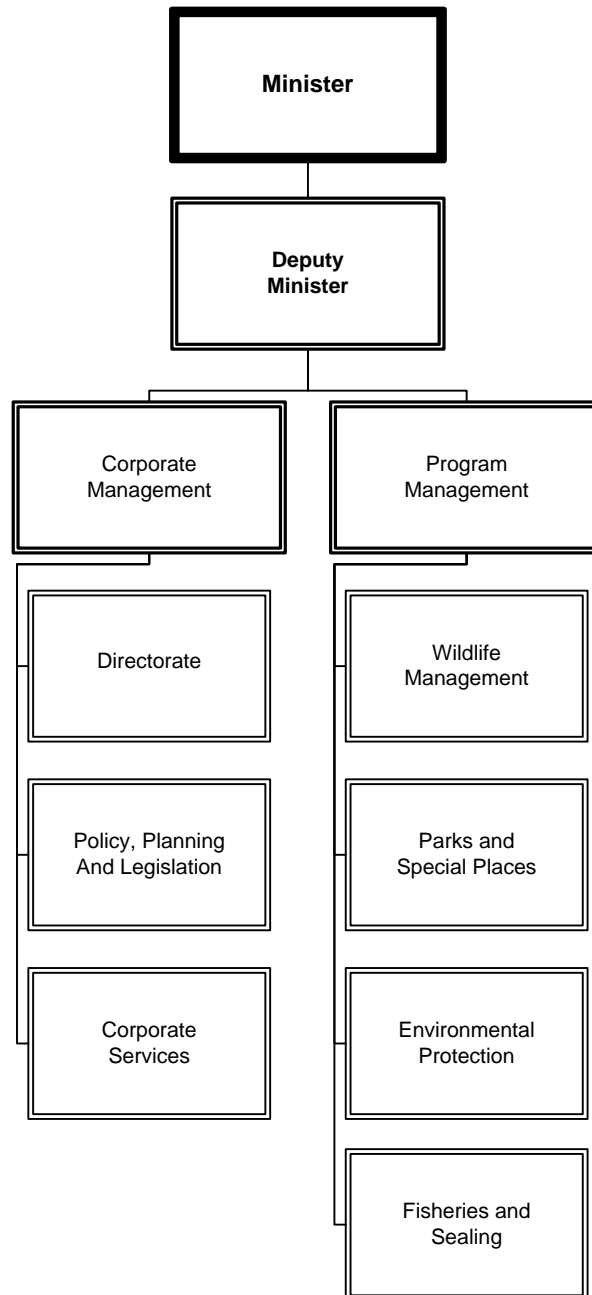 Minister
Deputy
Minister
Corporate
Management
Program
Management
Directorate
Wildlife
Management
Policy, Planning
And Legislation
Parks and
Special Places
Corporate
Services
Environmental
Protection
Fisheries and
Sealing